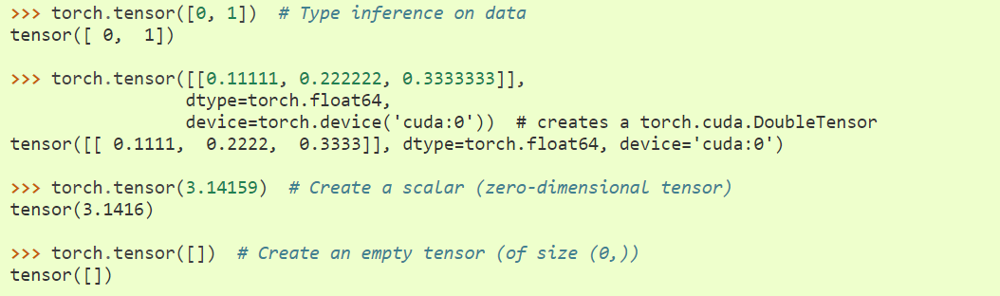 >>> torch.tensor([0, 1])  # Type inference on data
tensor([ 0,  1])
>>> torch.tensor([[0.11111, 0.222222, 0.3333333]],
                 dtype=torch.float64,
                 device=torch.device('cuda:0'))  # creates a torch.cuda.DoubleTensor
tensor([[ 0.1111,  0.2222,  0.3333]], dtype=torch.float64, device='cuda:0')
>>> torch.tensor(3.14159)  # Create a scalar (zero-dimensional tensor)
tensor(3.1416)
>>> torch.tensor([])  # Create an empty tensor (of size (0,))
tensor([])